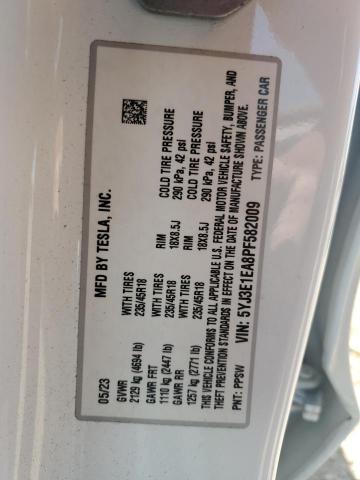 MFD BY TESLA, INC.
05/23
GVWR
2129 kg (4694 lb)
GAWR FRT WITH TIRES RIM COLD TIRE PRESSURE
1110 kg (2447 lb) 235/45R18 18X8.5J 290 kPa, 42 psi
GAWR RR WITH TIRES RIM COLD TIRE PRESSURE
1257 kg (2771 lb) 235/45R18 18X8.5J 290 kPa, 42 psi
THIS VEHICLE CONFORMS TO ALL APPLICABLE U.S. FEDERAL MOTOR VEHICLE SAFETY, BUMPER, AND
THEFT PREVENTION STANDARDS IN EFFECT ON THE DATE OF MANUFACTURE SHOWN ABOVE.
PNT: PPSW VIN: 5YJ3E1EA8PF582009 TYPE: PASSENGER CAR